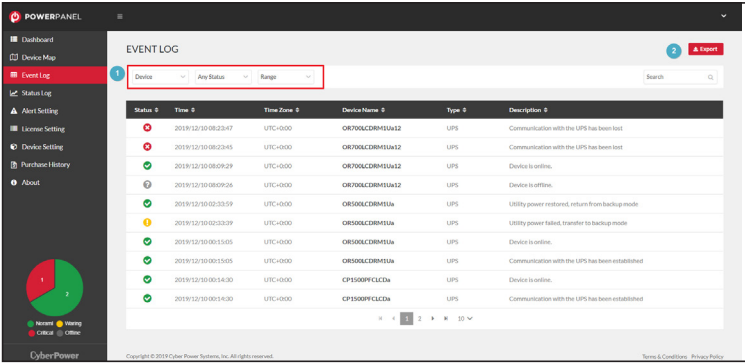 POWERPANEL
Dashboard
Device Map
Event Log
Status Log
Alert Setting
License Setting
Device Setting
Purchase History
About
1
2
Noraml Waring
Critical Offline
CyberPower
EVENT LOG
2 Export
1 Device Any Status Range Search
Status Time Time Zone Device Name Type Description
2019/12/10 08:23:47 UTC+0:00 OR700LCDRM1Ua12 UPS Communication with the UPS has been lost
2019/12/10 08:23:45 UTC+0:00 OR700LCDRM1Ua12 UPS Communication with the UPS has been lost
2019/12/10 08:09:29 UTC+0:00 OR700LCDRM1Ua12 UPS Device is online.
2019/12/10 08:09:26 UTC+0:00 OR700LCDRM1Ua12 UPS Device is offline.
2019/12/10 02:33:59 UTC+0:00 OR500LCDRM1Ua UPS Utility power restored, return from backup mode
2019/12/10 02:33:39 UTC+0:00 OR500LCDRM1Ua UPS Utility power failed, transfer to backup mode
2019/12/10 00:15:05 UTC+0:00 OR500LCDRM1Ua UPS Device is online.
2019/12/10 00:15:05 UTC+0:00 OR500LCDRM1Ua UPS Communication with the UPS has been established
2019/12/10 00:14:30 UTC+0:00 CP1500PFCLCDa UPS Device is online.
2019/12/10 00:14:30 UTC+0:00 CP1500PFCLCDa UPS Communication with the UPS has been established
1 2 10
Copyright © 2019 Cyber Power Systems, Inc. All rights reserved. Terms & Conditions Privacy Policy